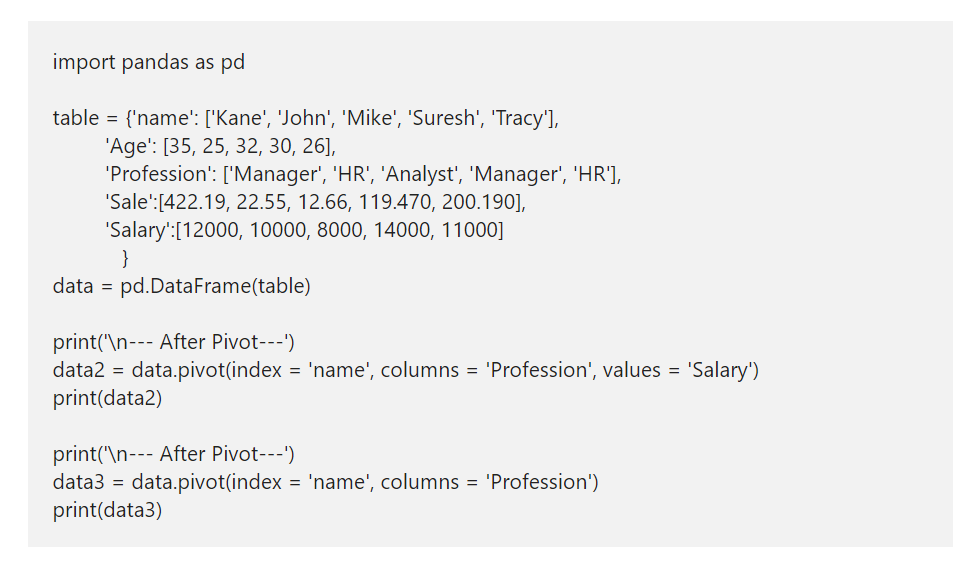 import pandas as pd
table = {'name': ['Kane', 'John', 'Mike', 'Suresh', 'Tracy'],
'Age': [35, 25, 32, 30, 26],
'Profession': ['Manager', 'HR', 'Analyst', 'Manager', 'HR'],
'Sale':[422.19, 22.55, 12.66, 119.470, 200.190],
'Salary':[12000, 10000, 8000, 14000, 11000]
}
data = pd.DataFrame(table)
print('\n--- After Pivot---')
data2 = data.pivot(index = 'name', columns = 'Profession', values = 'Salary')
print(data2)
print('\n--- After Pivot---')
data3 = data.pivot(index = 'name', columns = 'Profession')
print(data3)